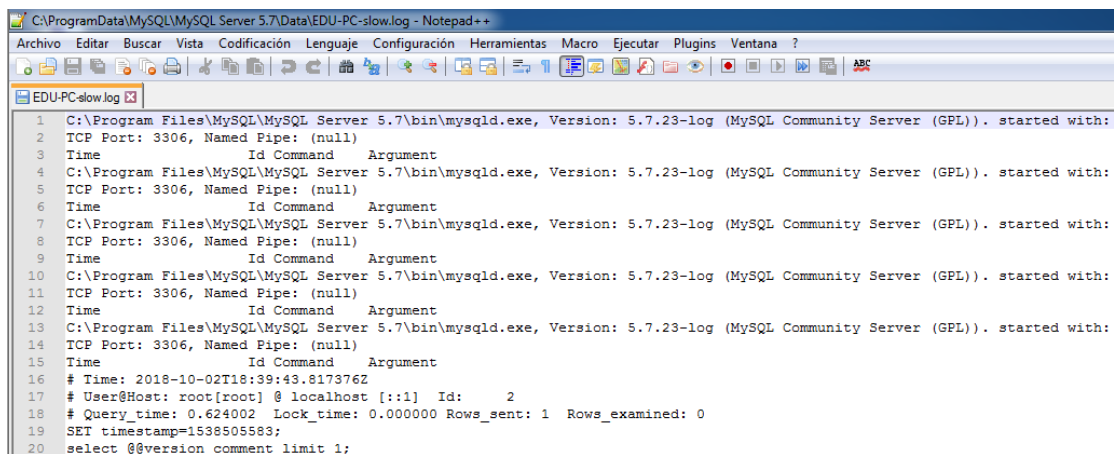 C:\ProgramData\MySQL\MySQL Server 5.7\Data\EDU-PC-slow.log - Notepad++
Archivo Editar Buscar Vista Codificación Lenguaje Configuración Herramientas Macro Ejecutar Plugins Ventana ?
ABC
EDU-PC-slow.log
1 C:\Program Files\MySQL\MySQL Server 5.7\bin\mysqld.exe, Version: 5.7.23-log (MySQL Community Server (GPL)). started with:
2 TCP Port: 3306, Named Pipe: (null)
3 Time Id Command Argument
4 C:\Program Files\MySQL\MySQL Server 5.7\bin\mysqld.exe, Version: 5.7.23-log (MySQL Community Server (GPL)). started with:
5 TCP Port: 3306, Named Pipe: (null)
6 Time Id Command Argument
7 C:\Program Files\MySQL\MySQL Server 5.7\bin\mysqld.exe, Version: 5.7.23-log (MySQL Community Server (GPL)). started with:
8 TCP Port: 3306, Named Pipe: (null)
9 Time Id Command Argument
10 C:\Program Files\MySQL\MySQL Server 5.7\bin\mysqld.exe, Version: 5.7.23-log (MySQL Community Server (GPL)). started with:
11 TCP Port: 3306, Named Pipe: (null)
12 Time Id Command Argument
13 C:\Program Files\MySQL\MySQL Server 5.7\bin\mysqld.exe, Version: 5.7.23-log (MySQL Community Server (GPL)). started with:
14 TCP Port: 3306, Named Pipe: (null)
15 Time Id Command Argument
16 # Time: 2018-10-02T18:39:43.817376Z
17 # User@Host: root[root] @ localhost [::1] Id: 2
18 # Query_time: 0.624002 Lock_time: 0.000000 Rows_sent: 1 Rows_examined: 0
19 SET timestamp=1538505583;
20 select @@version_comment limit 1;